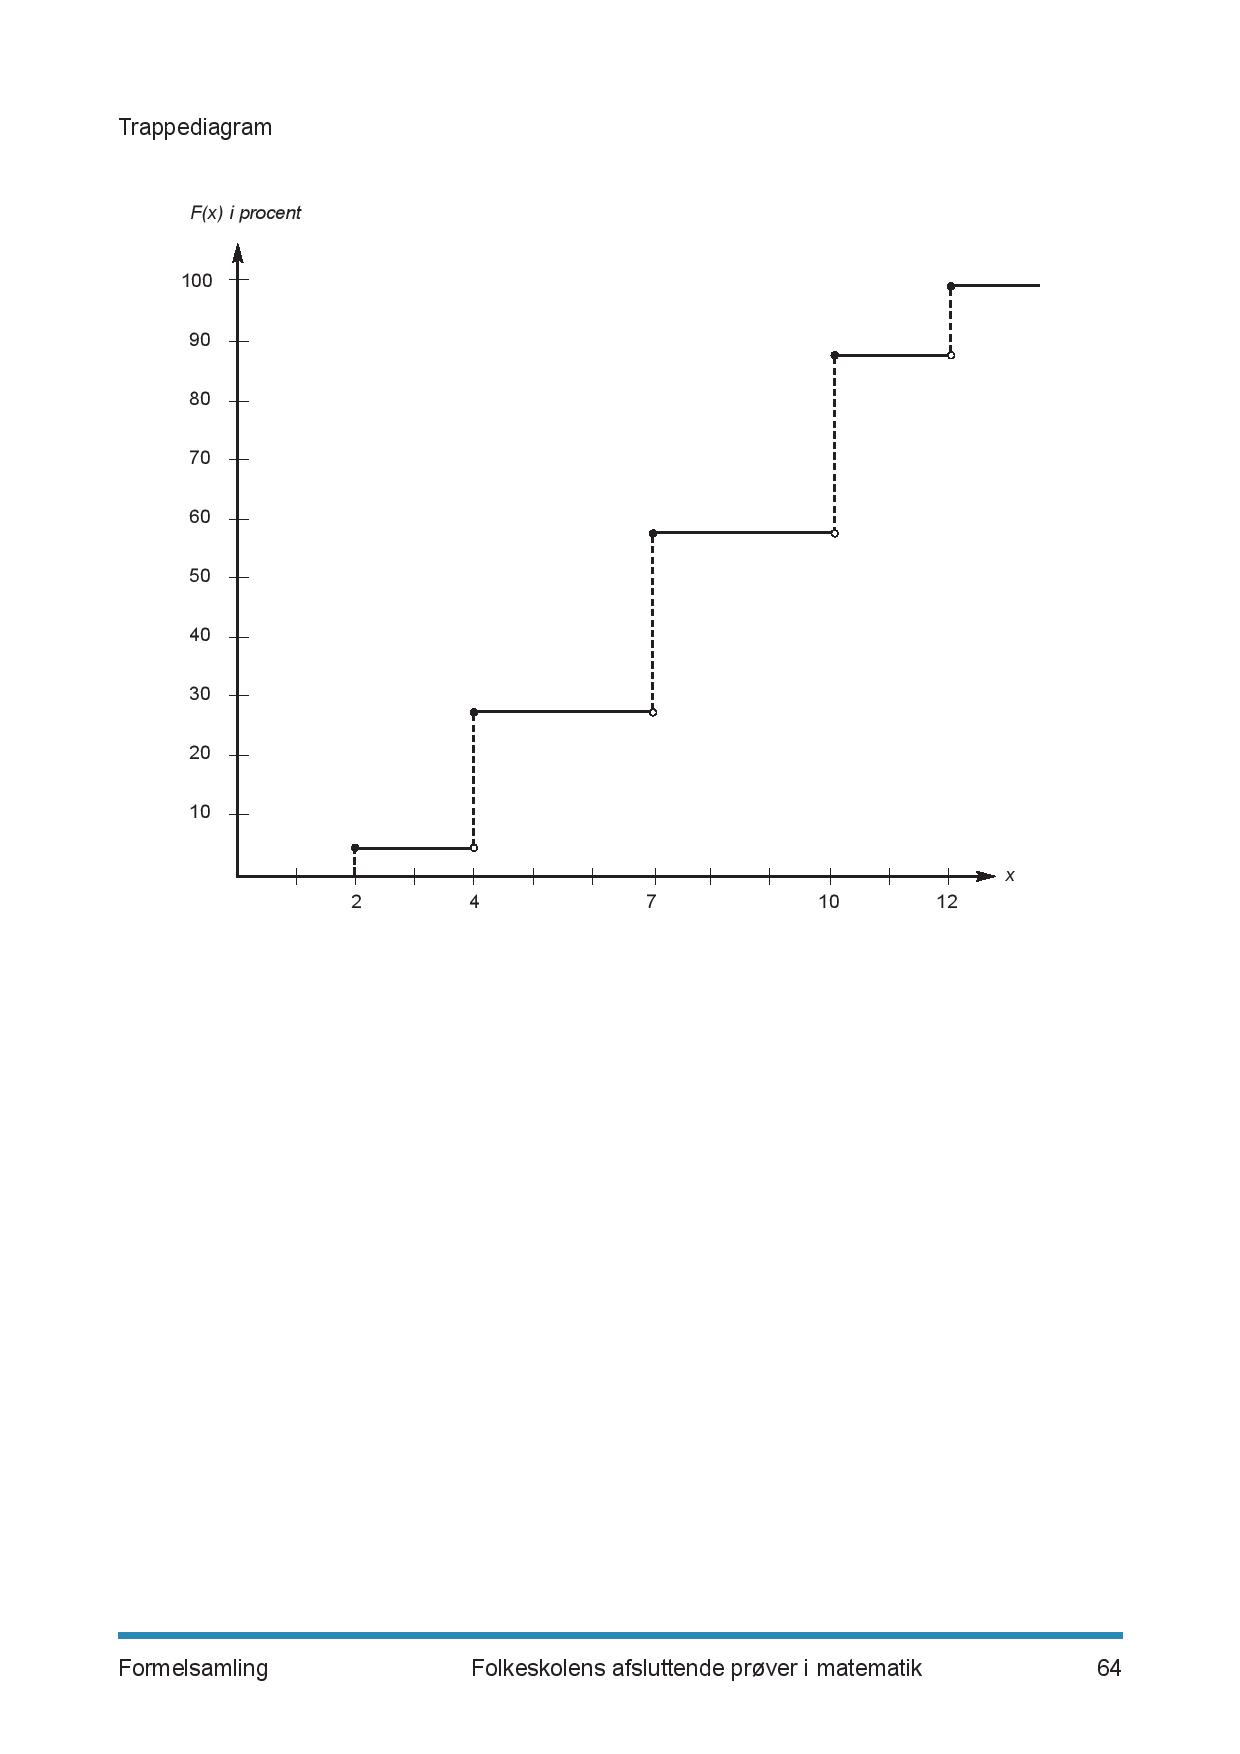 Trappediagram
F(x) i procent
100
90
80
70
60
50
40
30
20
10
x
2 4 7 10 12
Formelsamling Folkeskolens afsluttende prøver i matematik 64